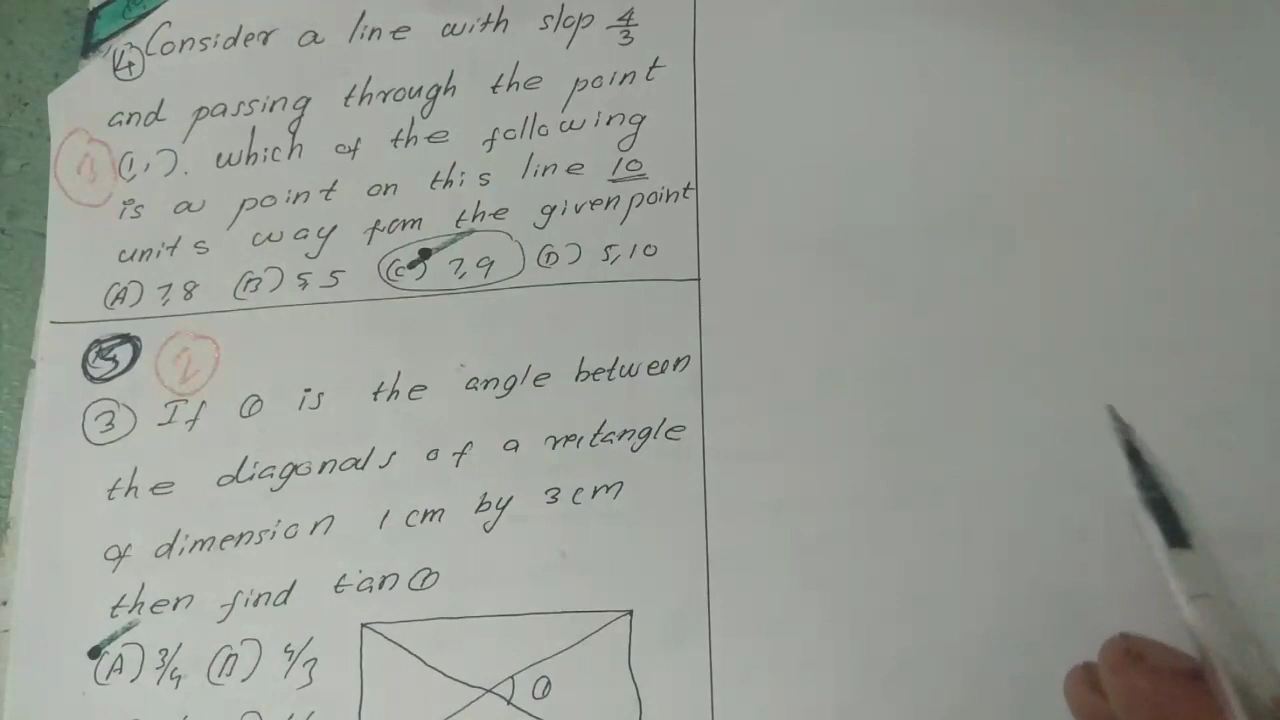 ④ Consider a line with slop 4/3
and passing through the point
(1,1). which of the following
is a point on this line 10
units way fom the given point
(A) 7,8 (B) 5,5 (C) 7,9 (D) 5,10
5 2
③ If θ is the angle between
the diagonals of a rectangle
of dimension 1 cm by 3 cm
then find tan θ
(A) 3/4 (B) 4/3
θ